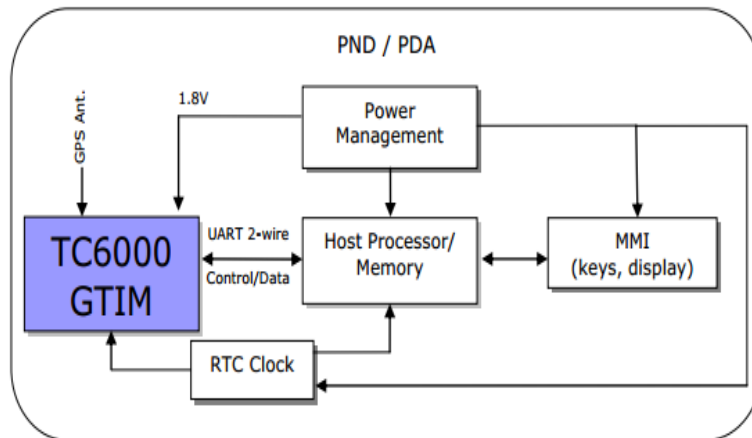 PND / PDA
GPS Ant.
1.8V
Power
Management
TC6000
GTIM
UART 2-wire
Control/Data
Host Processor/
Memory
MMI
(keys, display)
RTC Clock